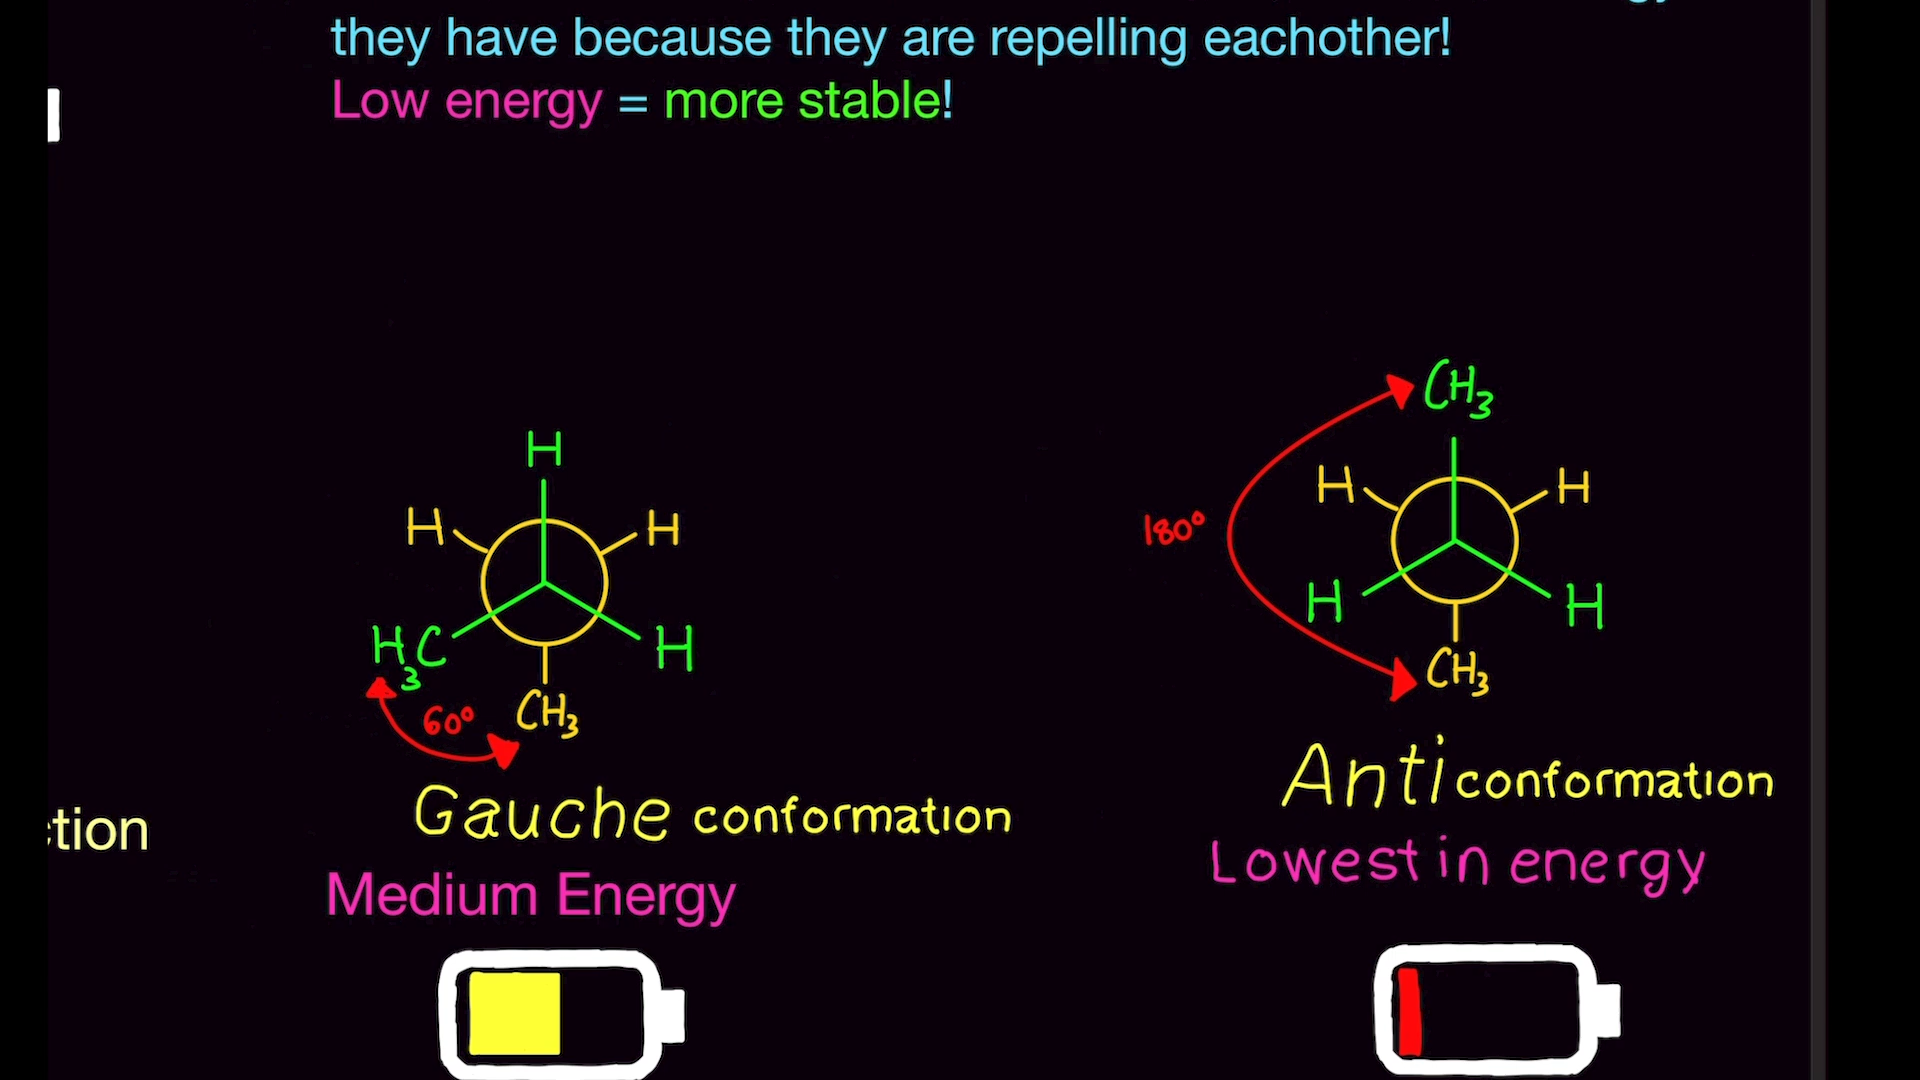 they have because they are repelling eachother!
Low energy = more stable!
CH3
H
H H
H H
180°
H H
H3C H
CH3
60° CH3
Anti conformation
Gauche conformation
tion
Lowest in energy
Medium Energy